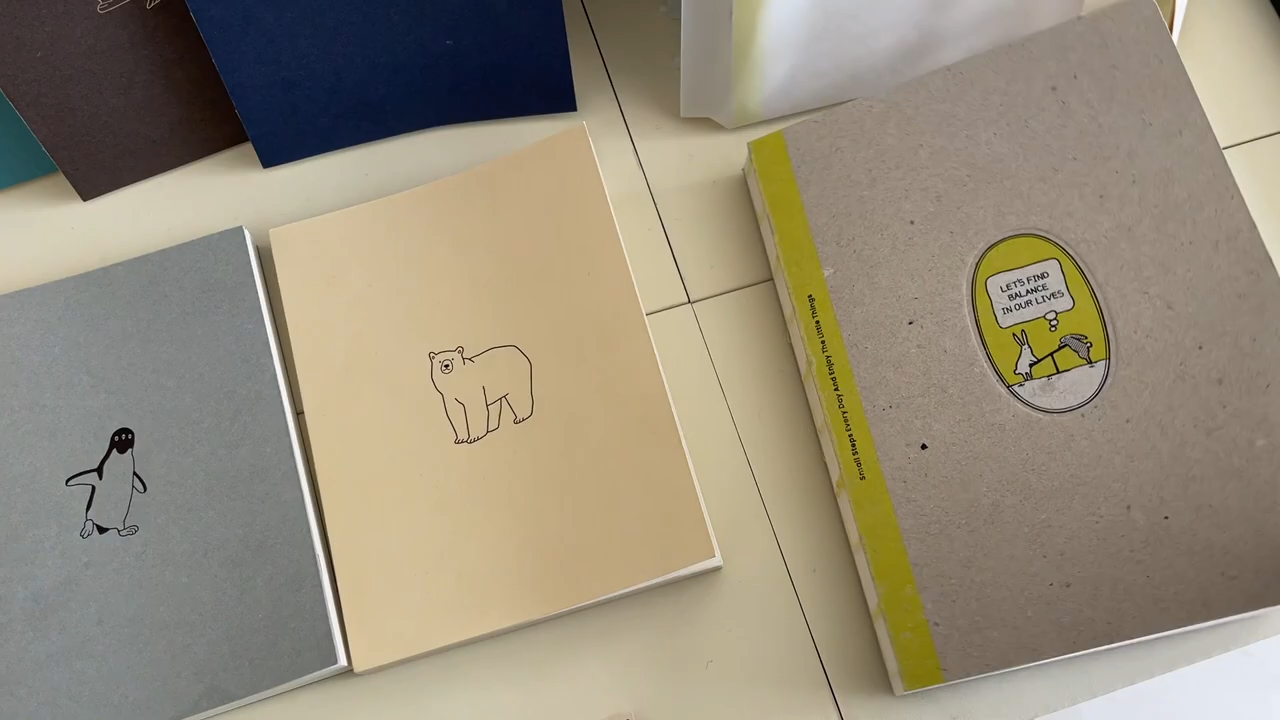 LET'S FIND
BALANCE
IN OUR LIVES
Small Steps Every Day And Enjoy The Little Things